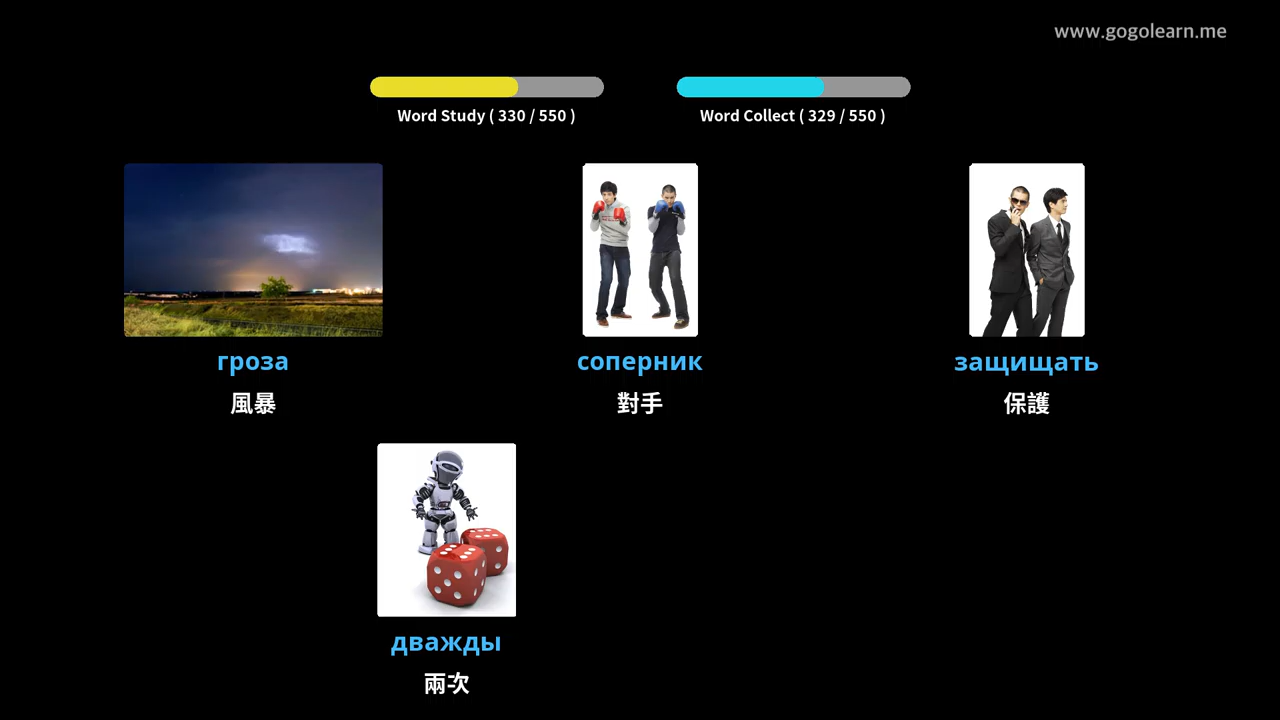 www.gogolearn.me
Word Study ( 330 / 550 )
Word Collect ( 329 / 550 )
гроза
соперник
защищать
風暴
對手
保護
дважды
兩次